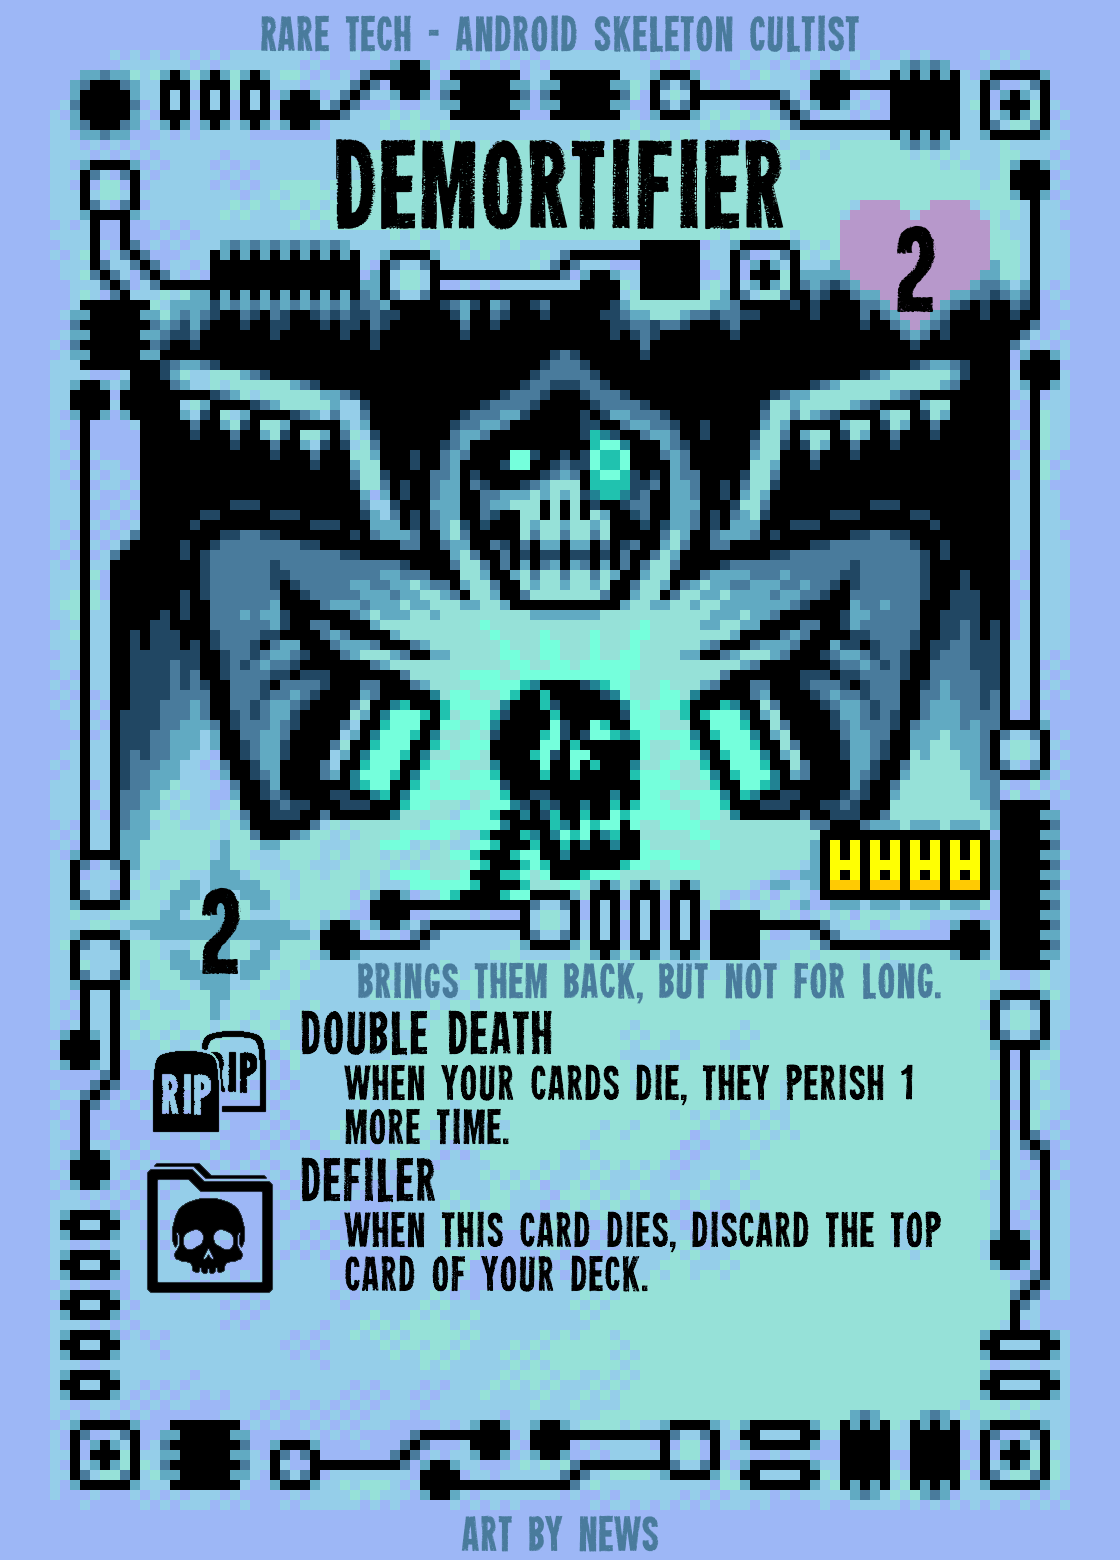 RARE TECH - ANDROID SKELETON CULTIST
DEMORTIFIER
2
2
BRINGS THEM BACK, BUT NOT FOR LONG.
DOUBLE DEATH
RIP
RIP
WHEN YOUR CARDS DIE, THEY PERISH 1
MORE TIME.
DEFILER
WHEN THIS CARD DIES, DISCARD THE TOP
CARD OF YOUR DECK.
ART BY NEWS